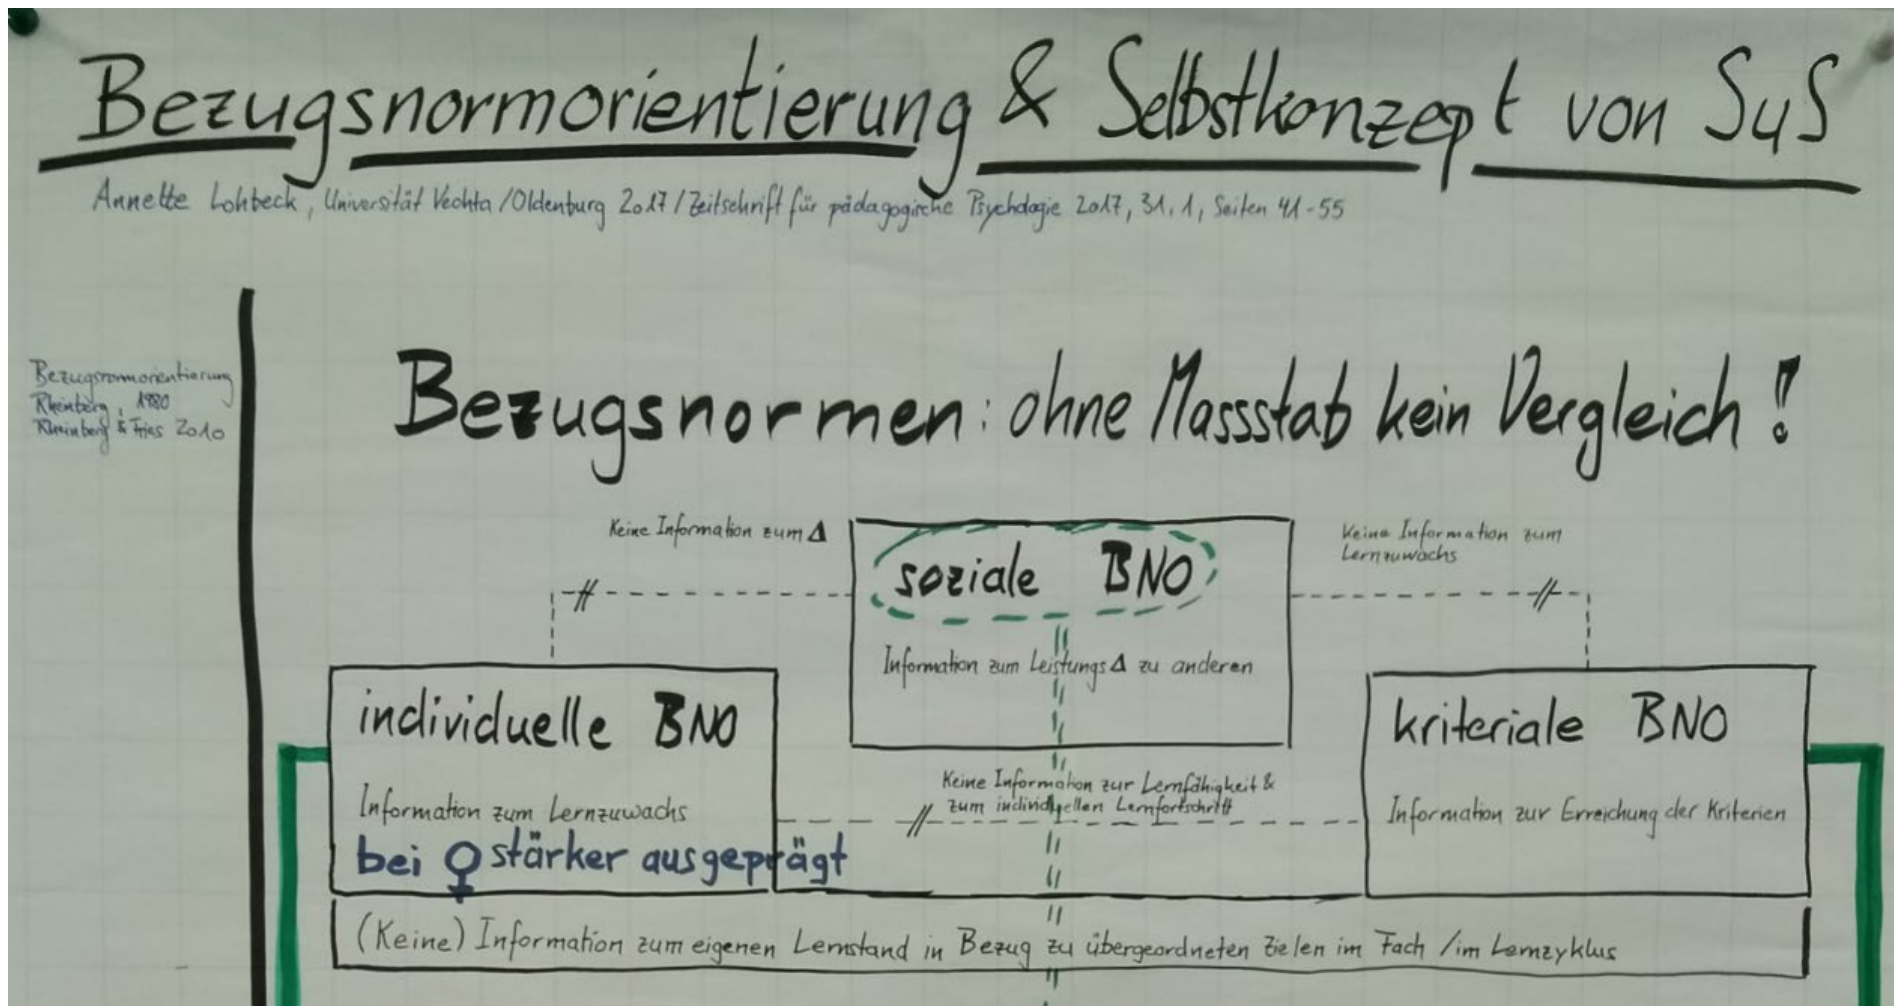 Bezugsnormorientierung & Selbstkonzept von SuS
Annette Lohbeck, Universität Vechta/Oldenburg 2017/Zeitschrift für pädagogische Psychologie 2017, 31, 1, Seiten 41-55
Bezugsnormorientierung
Rheinberg, 1980
Rheinberg & Fries 2010
Bezugsnormen: ohne Massstab kein Vergleich!
Keine Information zum Δ
soziale BNO
Information zum LeistungsΔ zu anderen
Keine Information zum
Lernzuwachs
individuelle BNO
Information zum Lernzuwachs
bei ♀ stärker ausgeprägt
Keine Information zur Lernfähigkeit &
zum individuellen Lernfortschritt
kriteriale BNO
Information zur Erreichung der Kriterien
(Keine) Information zum eigenen Lernstand in Bezug zu übergeordneten Zielen im Fach /im Lernzyklus